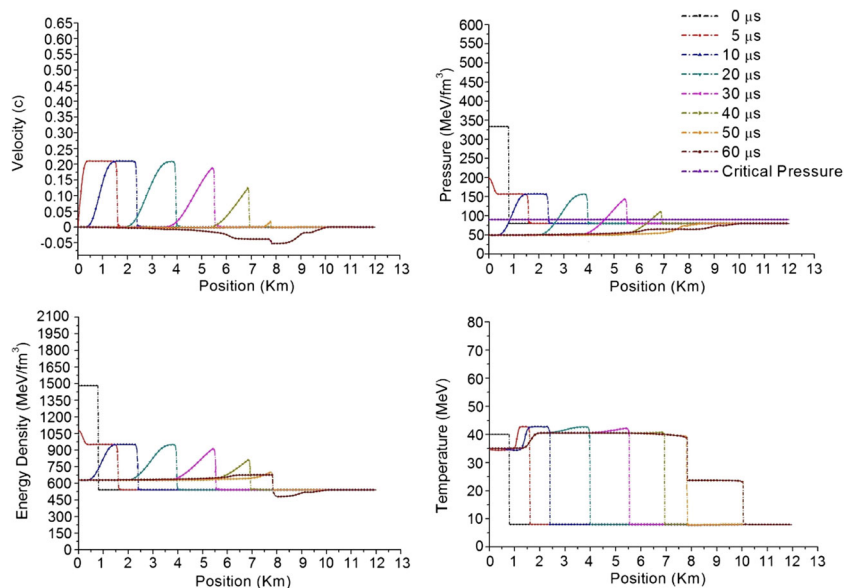 0.65
0.60
0.55
0.50
0.45
0.40
0.35
0.30
0.25
0.20
0.15
0.10
0.05
0
-0.05
Velocity (c)
0 1 2 3 4 5 6 7 8 9 10 11 12 13
Position (Km)
600
550
500
450
400
350
300
250
200
150
100
50
0
Pressure (MeV/fm³)
0 1 2 3 4 5 6 7 8 9 10 11 12 13
Position (Km)
0 μs
5 μs
10 μs
20 μs
30 μs
40 μs
50 μs
60 μs
Critical Pressure
2100
1950
1800
1650
1500
1350
1200
1050
900
750
600
450
300
150
0
Energy Density (MeV/fm³)
0 1 2 3 4 5 6 7 8 9 10 11 12 13
Position (Km)
80
70
60
50
40
30
20
10
0
Temperature (MeV)
0 1 2 3 4 5 6 7 8 9 10 11 12 13
Position (Km)